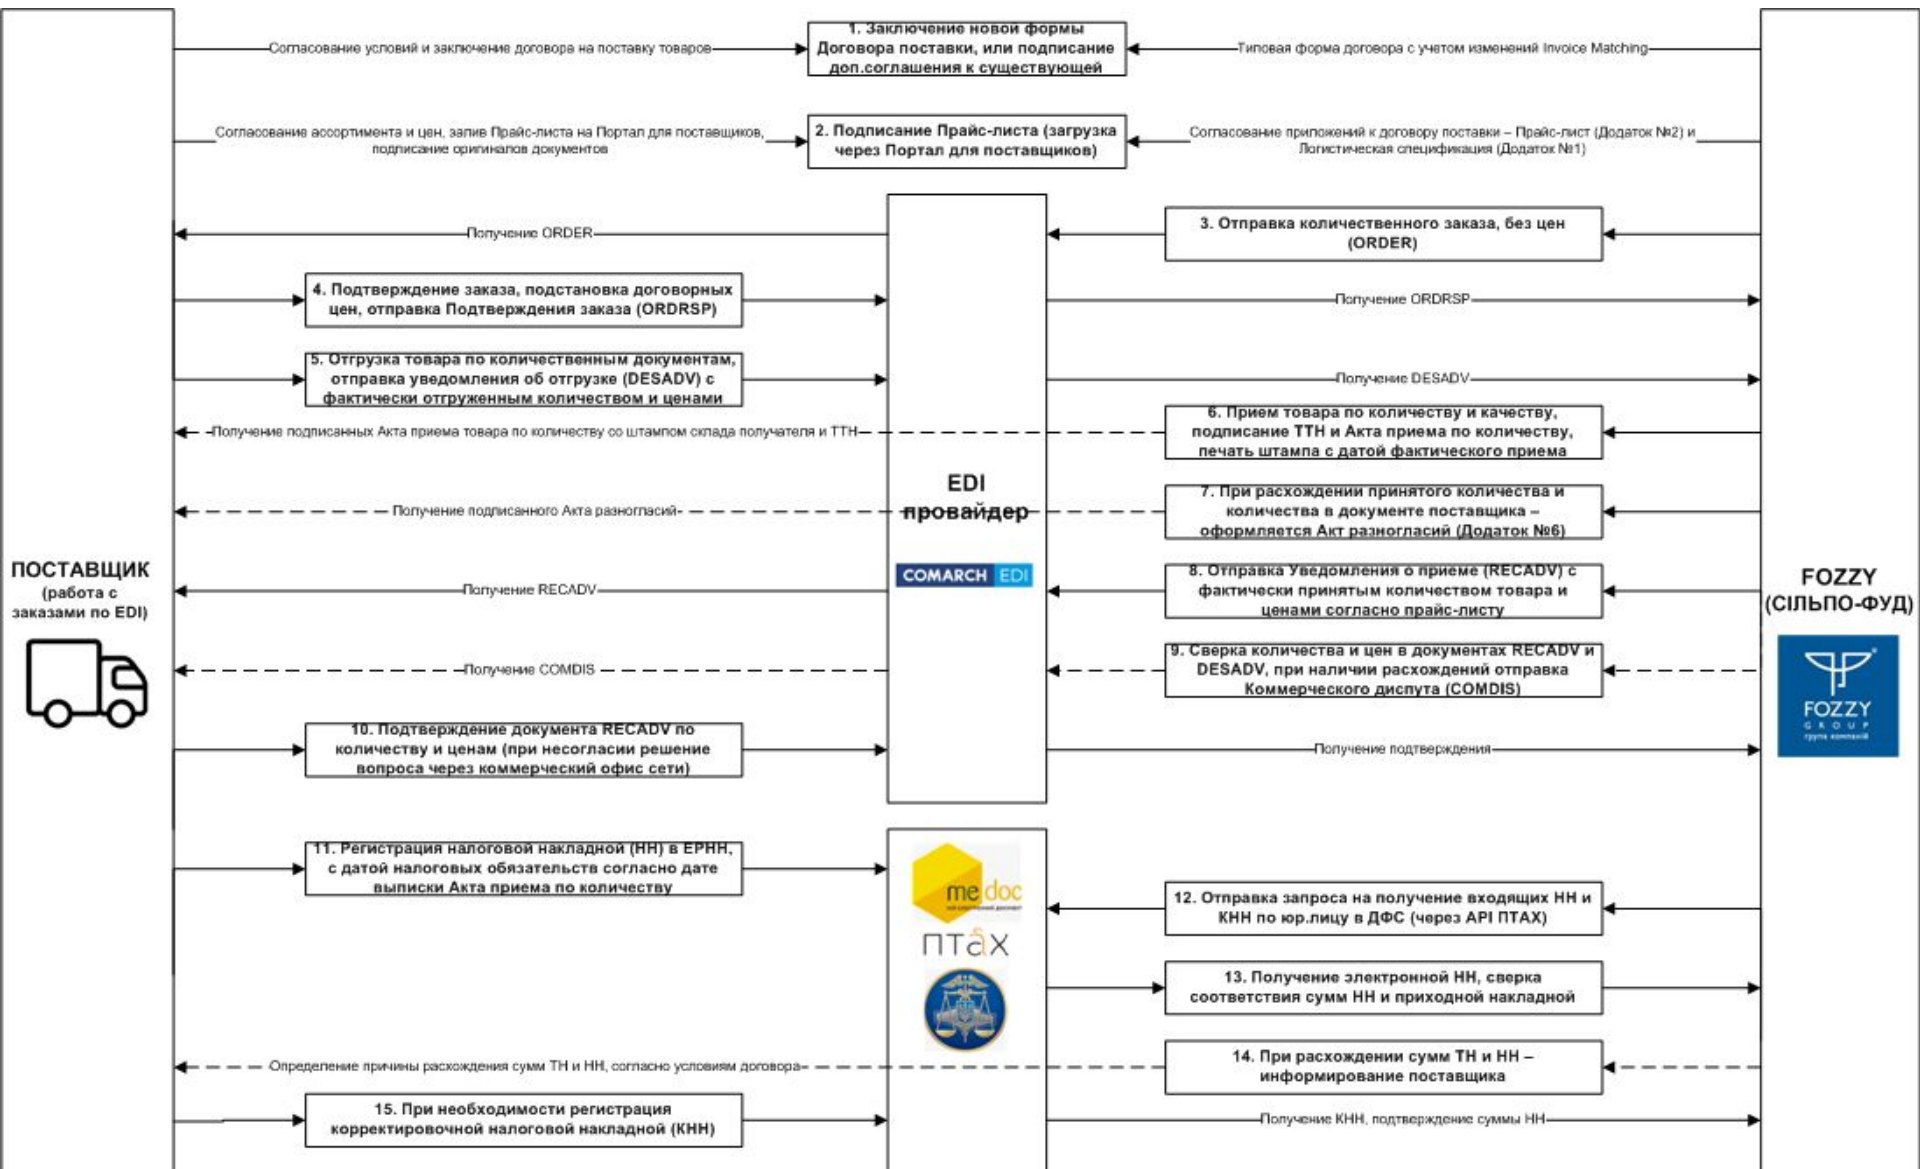 1. Заключение новой формы
Договора поставки, или подписание
доп.соглашения к существующей
Согласование условий и заключение договора на поставку товаров
Типовая форма договора с учетом изменений Invoice Matching
Согласование ассортимента и цен, залив Прайс-листа на Портал для поставщиков,
подписание оригиналов документов
2. Подписание Прайс-листа (загрузка
через Портал для поставщиков)
Согласование приложений к договору поставки – Прайс-лист (Додаток №2) и
Логистическая спецификация (Додаток №1)
Получение ORDER
3. Отправка количественного заказа, без цен
(ORDER)
4. Подтверждение заказа, подстановка договорных
цен, отправка Подтверждения заказа (ORDRSP)
Получение ORDRSP
5. Отгрузка товара по количественным документам,
отправка уведомления об отгрузке (DESADV) с
фактически отгруженным количеством и ценами
Получение DESADV
Получение подписанных Акта приема товара по количеству со штампом склада получателя и ТТН
6. Прием товара по количеству и качеству,
подписание ТТН и Акта приема по количеству,
печать штампа с датой фактического приема
EDI
провайдер
COMARCH EDI
Получение подписанного Акта разногласий
7. При расхождении принятого количества и
количества в документе поставщика –
оформляется Акт разногласий (Додаток №6)
ПОСТАВЩИК
(работа с
заказами по EDI)
Получение RECADV
8. Отправка Уведомления о приеме (RECADV) с
фактически принятым количеством товара и
ценами согласно прайс-листу
FOZZY
(СІЛЬПО-ФУД)
FOZZY
GROUP
група компаній
Получение COMDIS
9. Сверка количества и цен в документах RECADV и
DESADV, при наличии расхождений отправка
Коммерческого диспута (COMDIS)
10. Подтверждение документа RECADV по
количеству и ценам (при несогласии решение
вопроса через коммерческий офис сети)
Получение подтверждения
11. Регистрация налоговой накладной (НН) в ЕРНН,
с датой налоговых обязательств согласно дате
выписки Акта приема по количеству
me doc
птах
12. Отправка запроса на получение входящих НН и
КНН по юр.лицу в ДФС (через API ПТАХ)
13. Получение электронной НН, сверка
соответствия сумм НН и приходной накладной
Определение причины расхождения сумм ТН и НН, согласно условиям договора
14. При расхождении сумм ТН и НН –
информирование поставщика
15. При необходимости регистрация
корректировочной налоговой накладной (КНН)
Получение КНН, подтверждение суммы НН